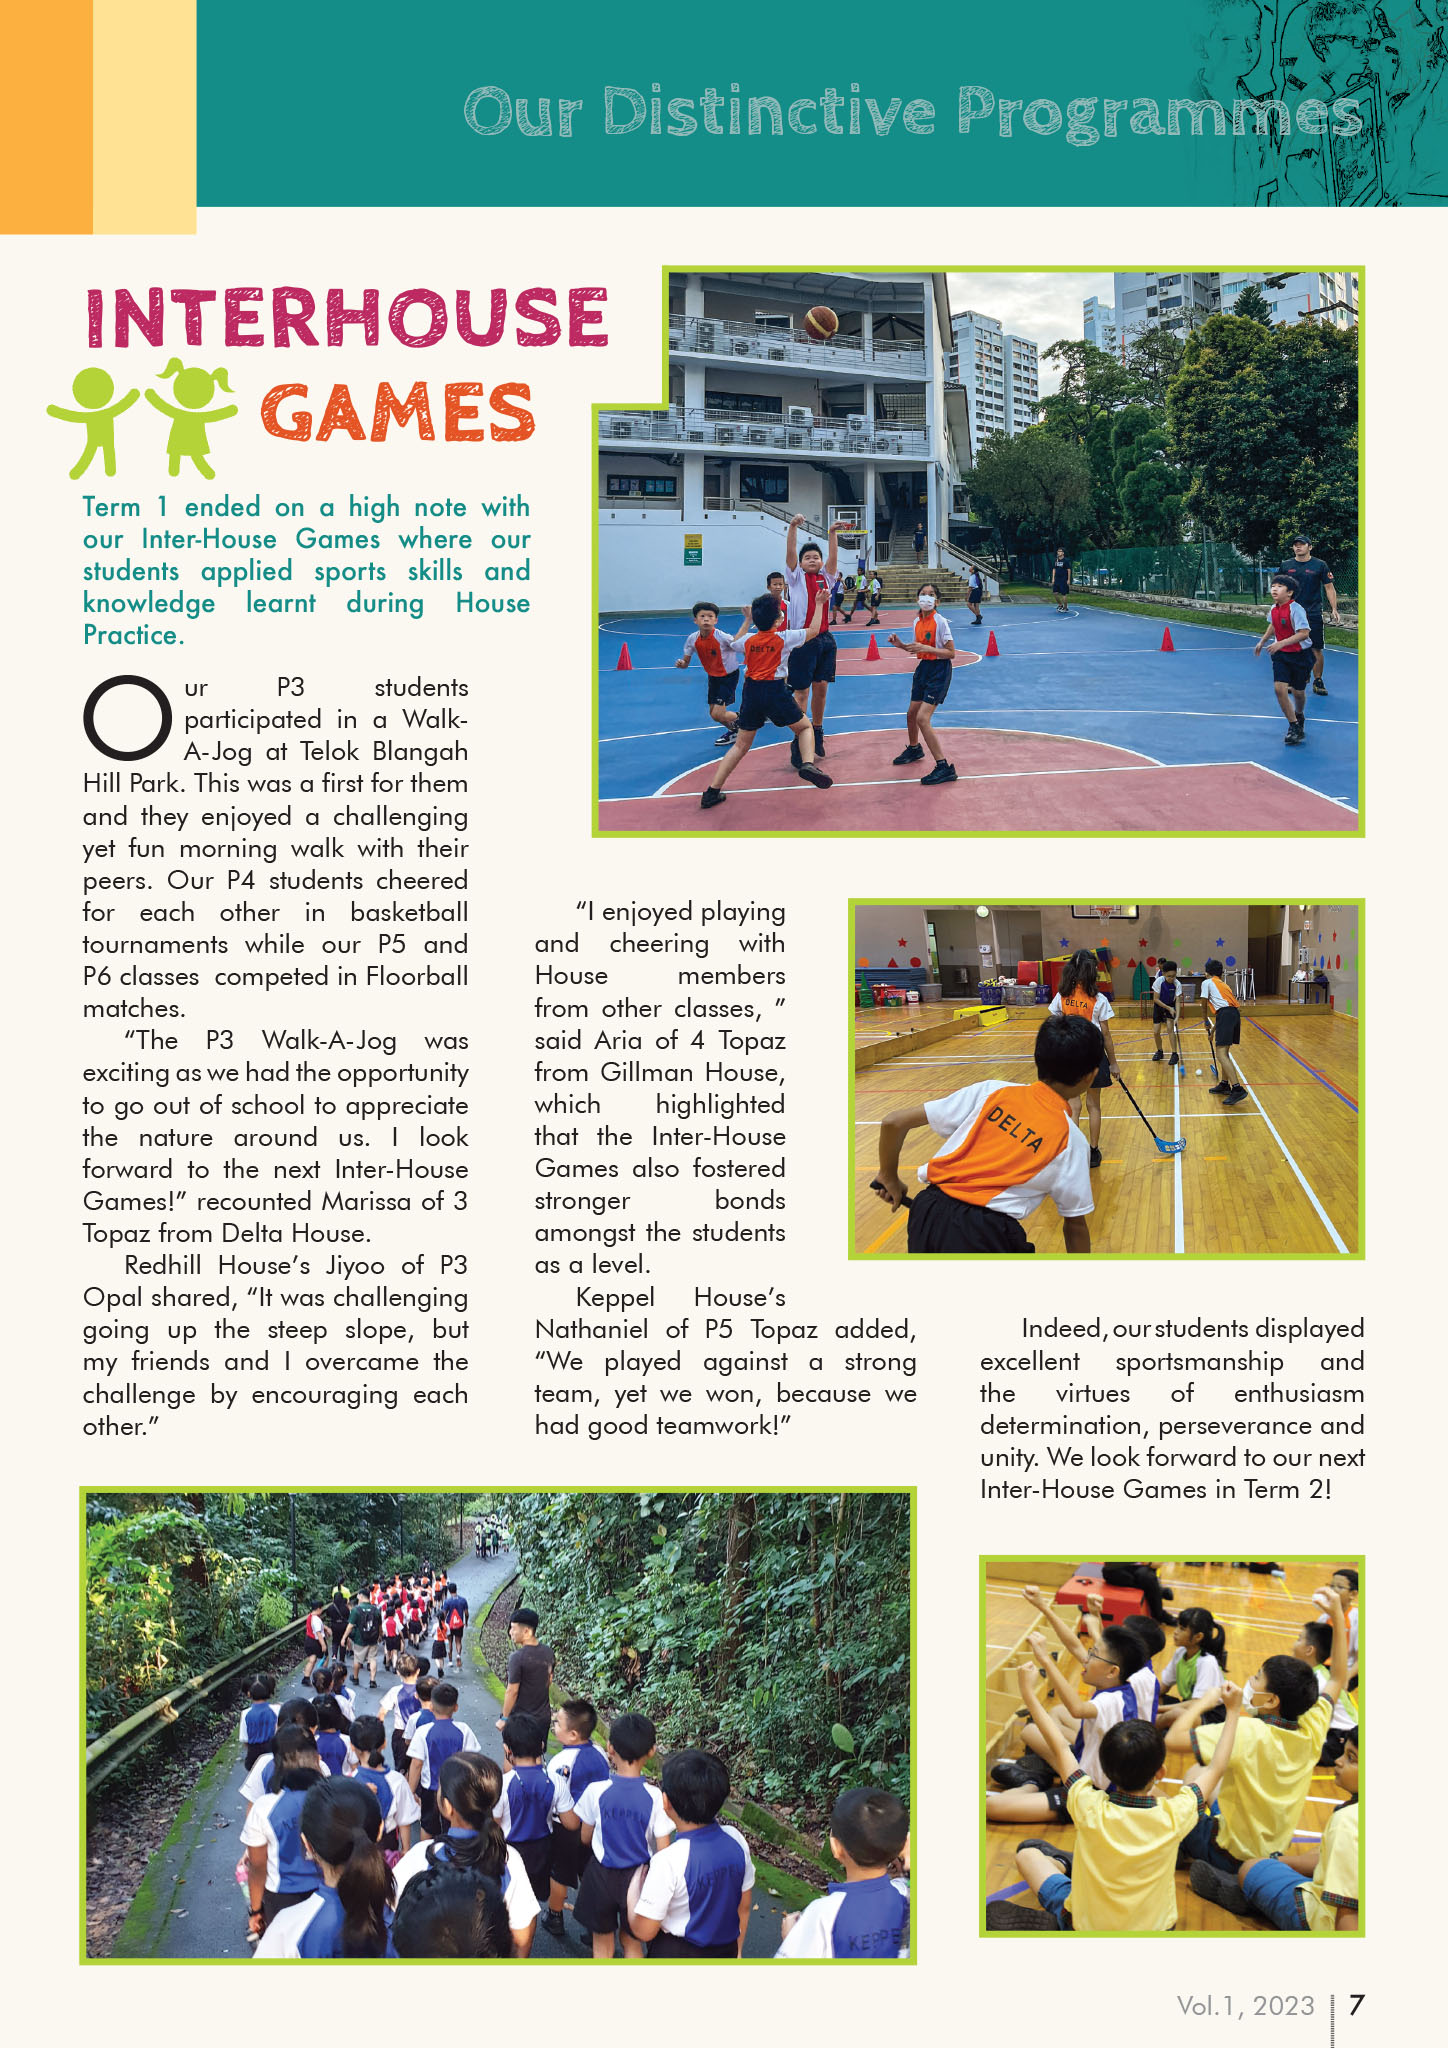 Our Distinctive Programmes
INTERHOUSE
GAMES
Term 1 ended on a high note with
our Inter-House Games where our
students applied sports skills and
knowledge learnt during House
Practice.
Our P3 students
participated in a Walk-
A-Jog at Telok Blangah
Hill Park. This was a first for them
and they enjoyed a challenging
yet fun morning walk with their
peers. Our P4 students cheered
for each other in basketball
tournaments while our P5 and
P6 classes competed in Floorball
matches.
“The P3 Walk-A-Jog was
exciting as we had the opportunity
to go out of school to appreciate
the nature around us. I look
forward to the next Inter-House
Games!” recounted Marissa of 3
Topaz from Delta House.
Redhill House’s Jiyoo of P3
Opal shared, “It was challenging
going up the steep slope, but
my friends and I overcame the
challenge by encouraging each
other.”
“I enjoyed playing
and cheering with
House members
from other classes, ”
said Aria of 4 Topaz
from Gillman House,
which highlighted
that the Inter-House
Games also fostered
stronger bonds
amongst the students
as a level.
Keppel House’s
Nathaniel of P5 Topaz added,
“We played against a strong
team, yet we won, because we
had good teamwork!”
Indeed, our students displayed
excellent sportsmanship and
the virtues of enthusiasm
determination, perseverance and
unity. We look forward to our next
Inter-House Games in Term 2!
DELTA
DELTA
DELTA
KEPPEL
KEPPEL
KEPPE
Vol.1, 2023 7